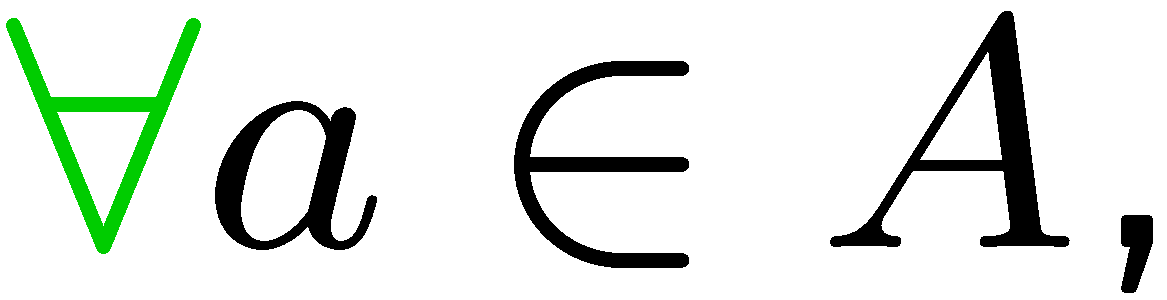 ∀a ∈ A,